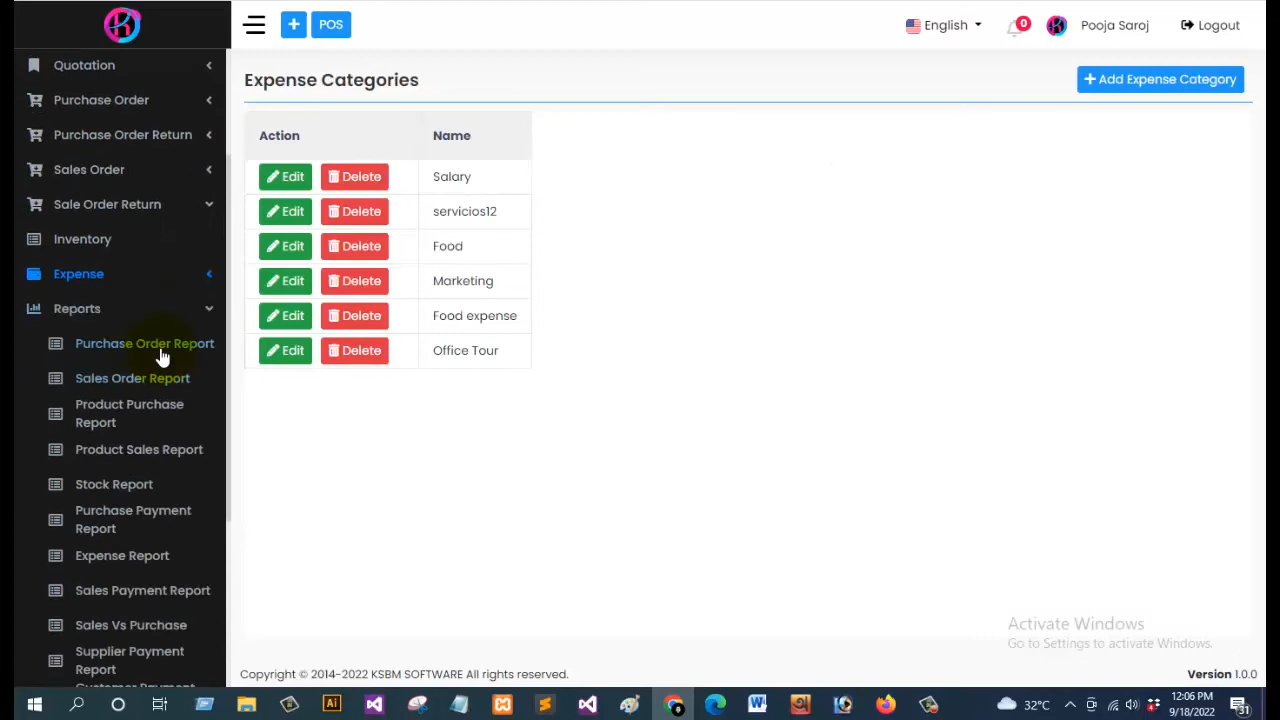 POS
English
0
Pooja Saroj
Logout
Quotation
Purchase Order
Purchase Order Return
Sales Order
Sale Order Return
Inventory
Expense
Reports
Purchase Order Report
Sales Order Report
Product Purchase
Report
Product Sales Report
Stock Report
Purchase Payment
Report
Expense Report
Sales Payment Report
Sales Vs Purchase
Supplier Payment
Report
Customer Payment
Expense Categories
+ Add Expense Category
Action Name
Edit Delete Salary
Edit Delete servicios12
Edit Delete Food
Edit Delete Marketing
Edit Delete Food expense
Edit Delete Office Tour
Activate Windows
Go to Settings to activate Windows.
Copyright © 2014-2022 KSBM SOFTWARE All rights reserved.
Version 1.0.0
32°C
12:06 PM
9/18/2022
31